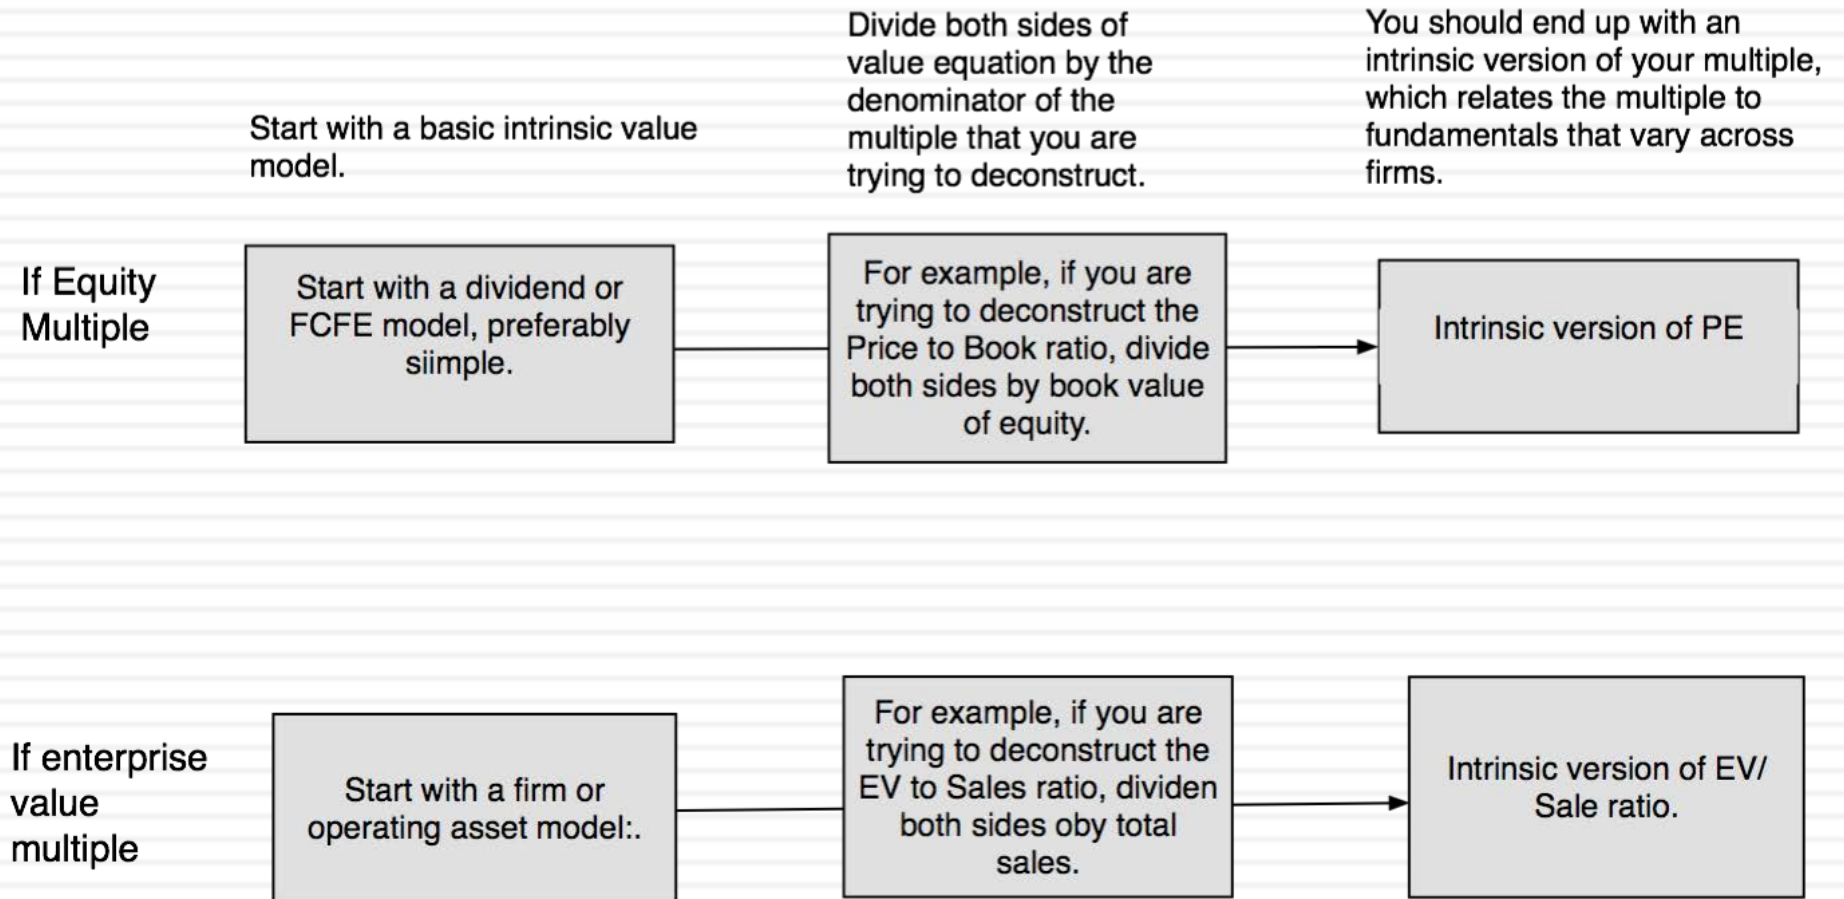 Start with a basic intrinsic value
model.
Divide both sides of
value equation by the
denominator of the
multiple that you are
trying to deconstruct.
You should end up with an
intrinsic version of your multiple,
which relates the multiple to
fundamentals that vary across
firms.
If Equity
Multiple
Start with a dividend or
FCFE model, preferably
siimple.
For example, if you are
trying to deconstruct the
Price to Book ratio, divide
both sides by book value
of equity.
Intrinsic version of PE
If enterprise
value
multiple
Start with a firm or
operating asset model:.
For example, if you are
trying to deconstruct the
EV to Sales ratio, dividen
both sides oby total
sales.
Intrinsic version of EV/
Sale ratio.